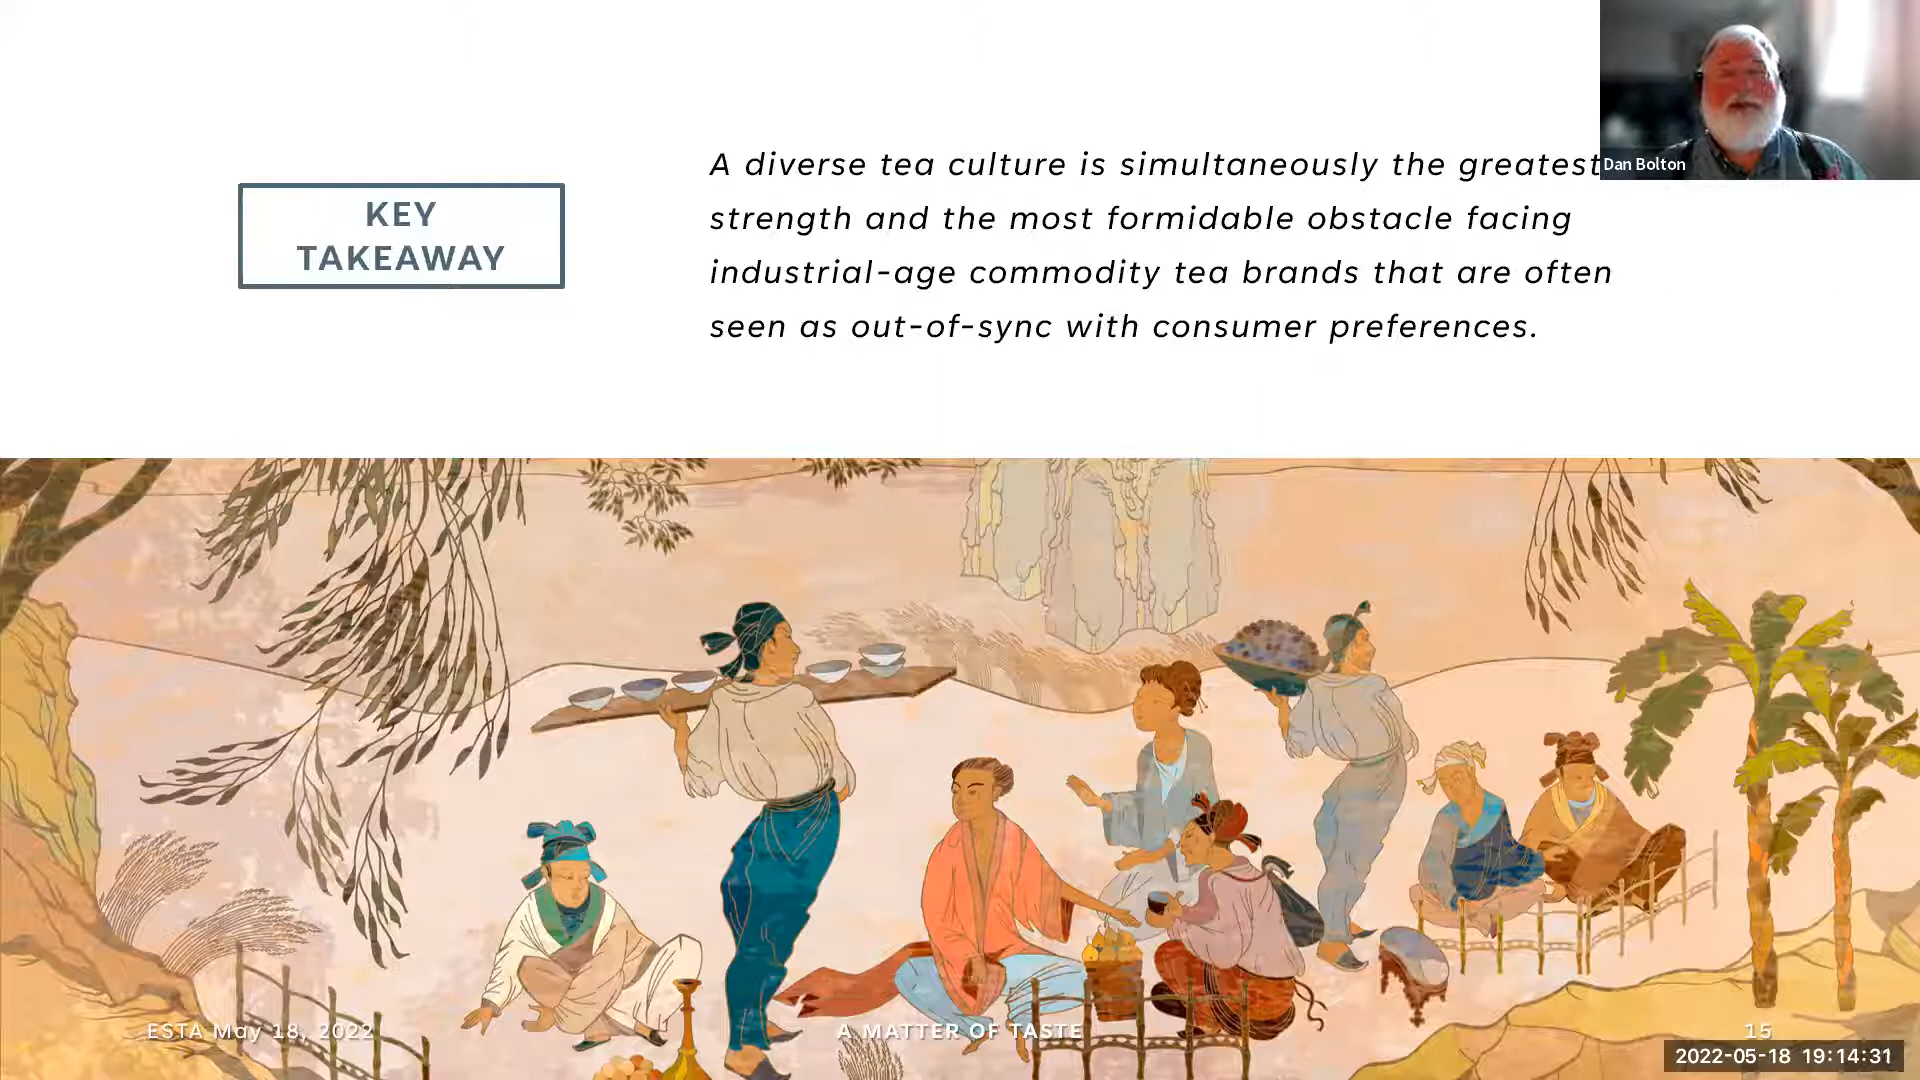 KEY
TAKEAWAY
A diverse tea culture is simultaneously the greatest
strength and the most formidable obstacle facing
industrial-age commodity tea brands that are often
seen as out-of-sync with consumer preferences.
Dan Bolton
ESTA May 18, 2022
A MATTER OF TASTE
15
2022-05-18 19:14:31